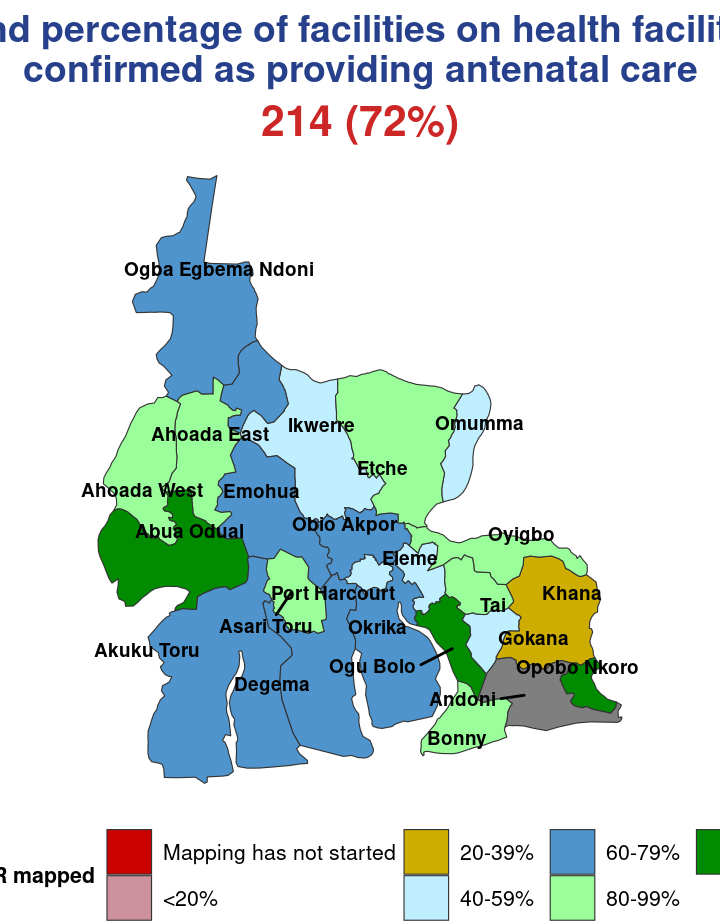 percentage of facilities on health
confirmed as providing antenatal care
214 (72%)
Ogba Egbema Ndoni
Ikwerre
Omumma
Ahoada East
Etche
Ahoada West
Emohua
Obio Akpor
Abua Odual
Oyigbo
Eleme
Port Harcourt
Khana
Tai
Asari Toru
Okrika
Gokana
Akuku Toru
Ogu Bolo
Opobo Nkoro
Degema
Andoni
Bonny
mapped
Mapping has not started
20-39%
60-79%
<20%
40-59%
80-99%